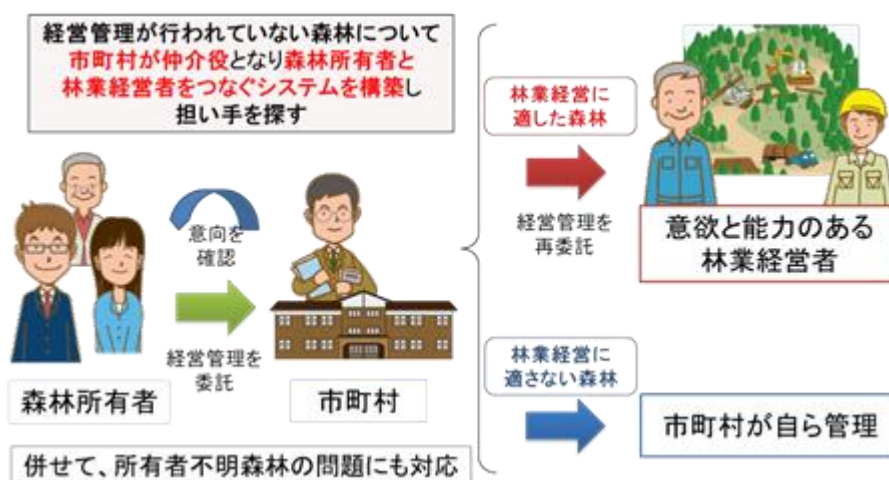 経営管理が行われていない森林について
市町村が仲介役となり森林所有者と
林業経営者をつなぐシステムを構築し
担い手を探す
意向を
確認
経営管理を
委託
森林所有者
市町村
併せて、所有者不明森林の問題にも対応
林業経営に
適した森林
経営管理を
再委託
意欲と能力のある
林業経営者
林業経営に
適さない森林
市町村が自ら管理